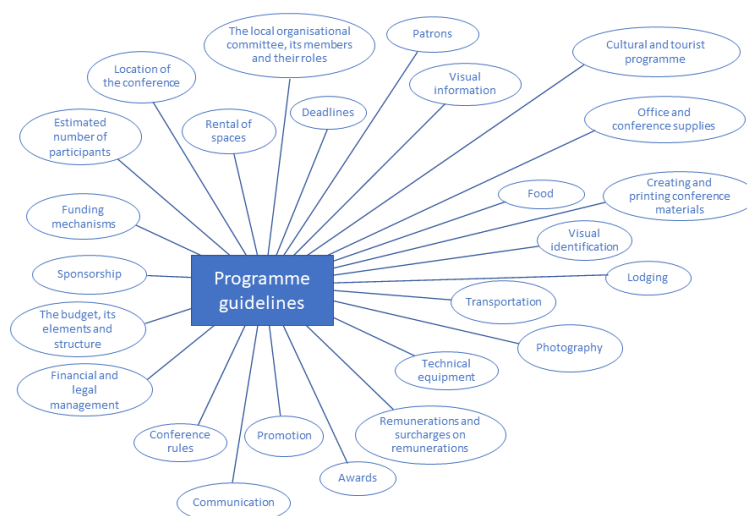 The local organisational
committee, its members
and their roles
Patrons
Cultural and tourist
programme
Location of
the conference
Visual
information
Estimated
number of
participants
Rental of
spaces
Deadlines
Office and
conference supplies
Food
Creating and
printing conference
materials
Funding
mechanisms
Visual
identification
Sponsorship
Programme
guidelines
Lodging
Transportation
The budget, its
elements and
structure
Photography
Financial and
legal
management
Technical
equipment
Conference
rules
Promotion
Remunerations and
surcharges on
remunerations
Awards
Communication